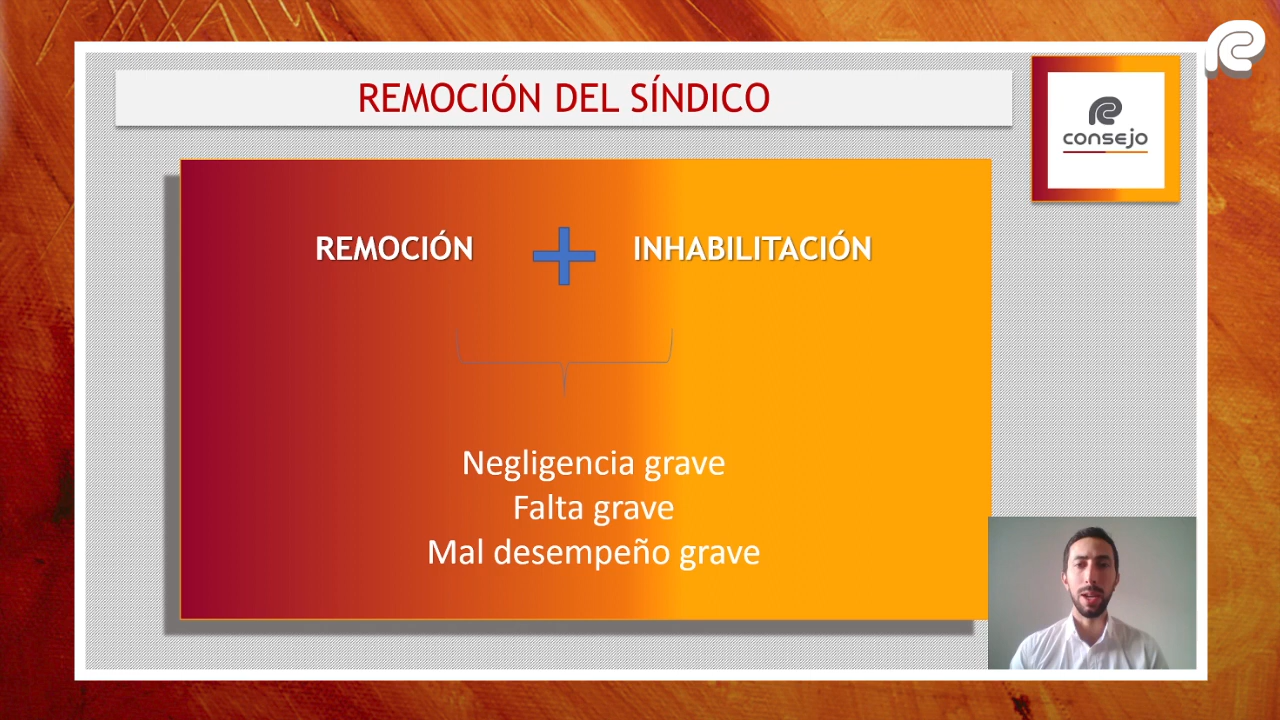 REMOCIÓN DEL SÍNDICO
consejo
REMOCIÓN
INHABILITACIÓN
Negligencia grave
Falta grave
Mal desempeño grave